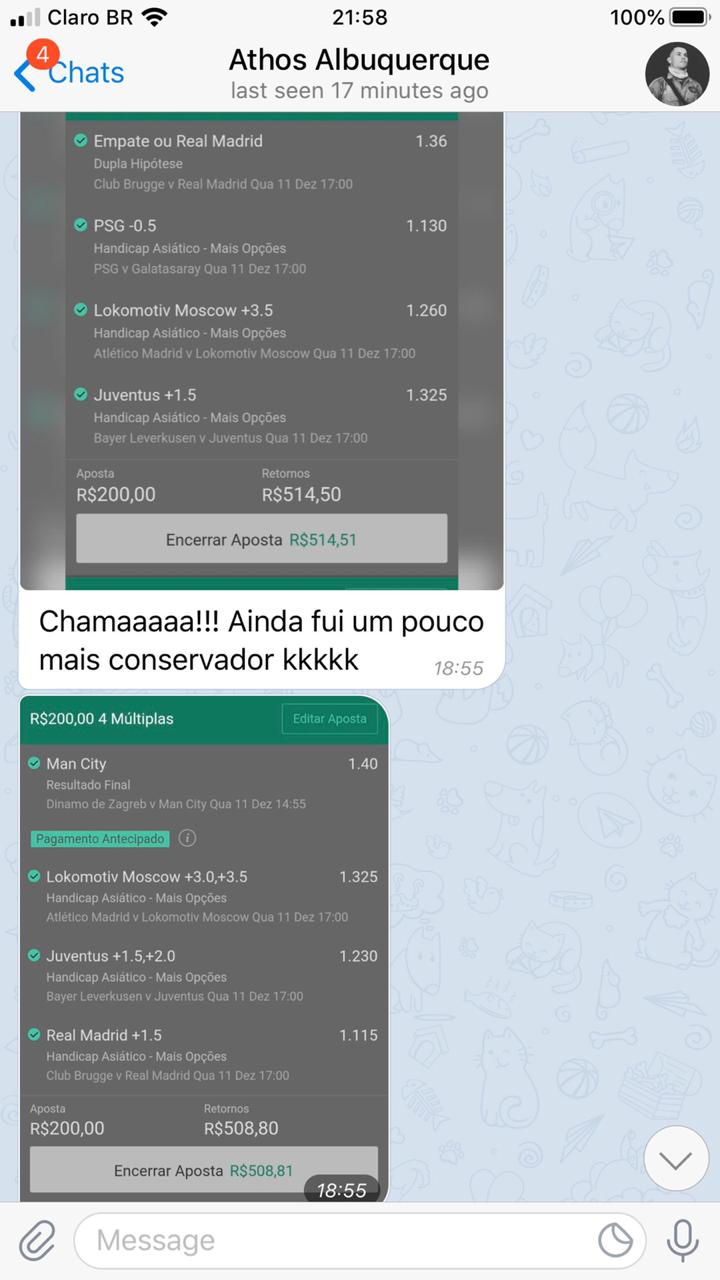 Claro BR
21:58
100%
4
Chats
Athos Albuquerque
last seen 17 minutes ago
Empate ou Real Madrid 1.36
Dupla Hipótese
Club Brugge v Real Madrid Qua 11 Dez 17:00
PSG -0.5 1.130
Handicap Asiático - Mais Opções
PSG v Galatasaray Qua 11 Dez 17:00
Lokomotiv Moscow +3.5 1.260
Handicap Asiático - Mais Opções
Atlético Madrid v Lokomotiv Moscow Qua 11 Dez 17:00
Juventus +1.5 1.325
Handicap Asiático - Mais Opções
Bayer Leverkusen v Juventus Qua 11 Dez 17:00
Aposta Retornos
R$200,00 R$514,50
Encerrar Aposta R$514,51
Chamaaaaa!!! Ainda fui um pouco
mais conservador kkkkk 18:55
R$200,00 4 Múltiplas Editar Aposta
Man City 1.40
Resultado Final
Dinamo de Zagreb v Man City Qua 11 Dez 14:55
Pagamento Antecipado i
Lokomotiv Moscow +3.0,+3.5 1.325
Handicap Asiático - Mais Opções
Atlético Madrid v Lokomotiv Moscow Qua 11 Dez 17:00
Juventus +1.5,+2.0 1.230
Handicap Asiático - Mais Opções
Bayer Leverkusen v Juventus Qua 11 Dez 17:00
Real Madrid +1.5 1.115
Handicap Asiático - Mais Opções
Club Brugge v Real Madrid Qua 11 Dez 17:00
Aposta Retornos
R$200,00 R$508,80
Encerrar Aposta R$508,81
18:55
Message